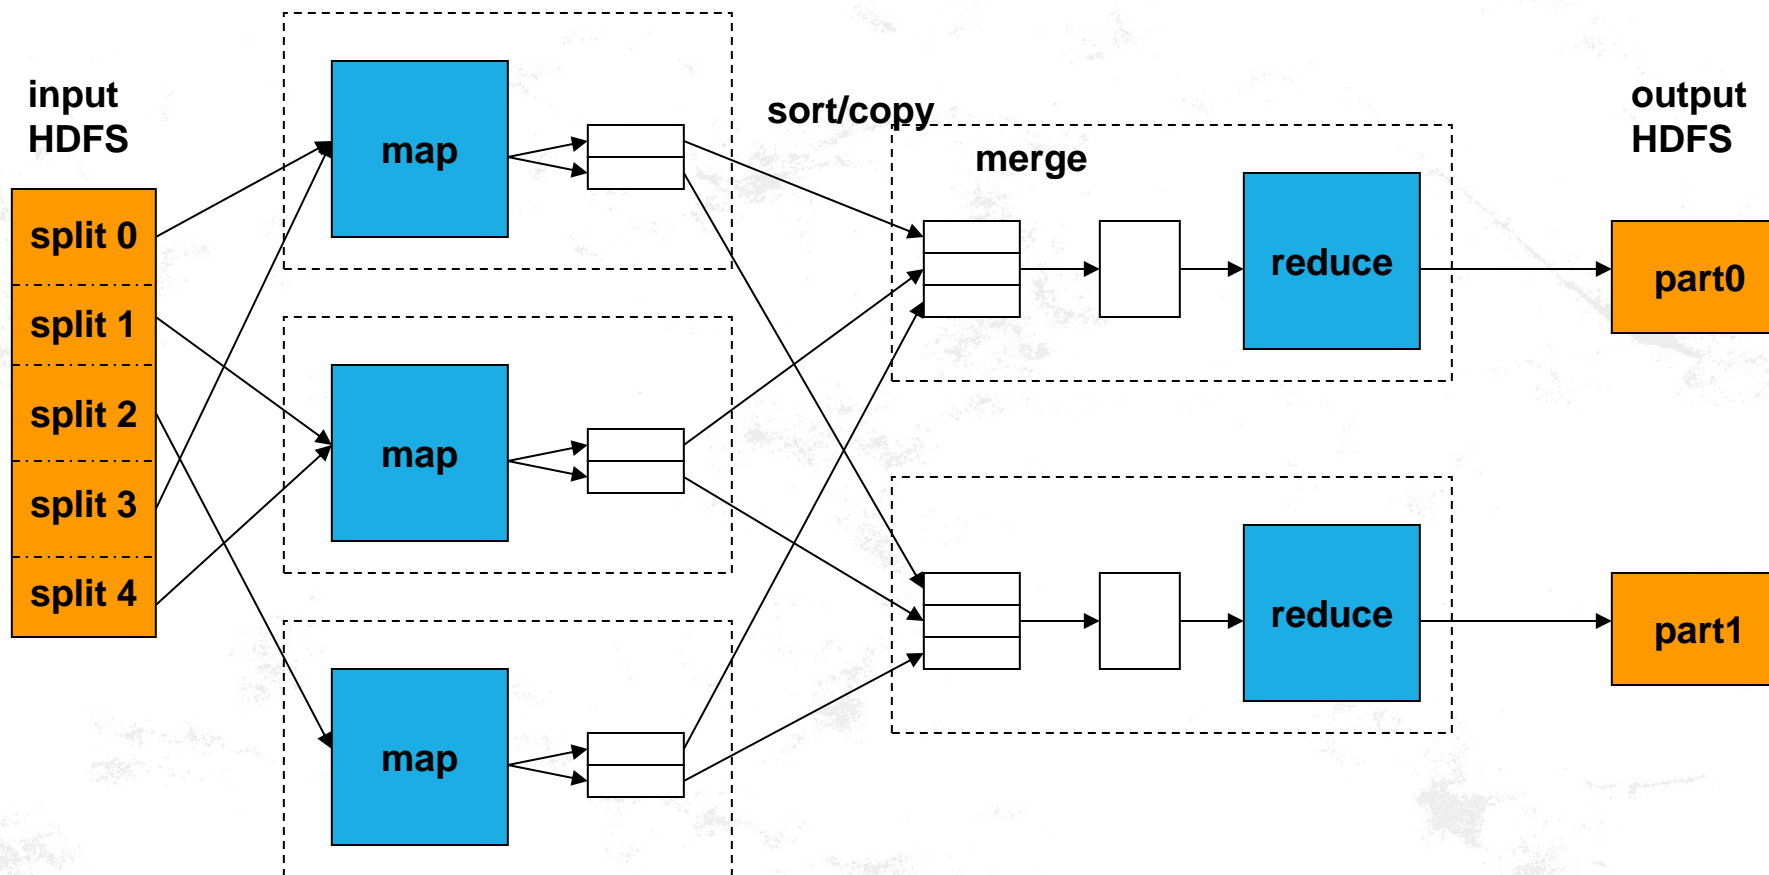 input
HDFS
split 0
split 1
split 2
split 3
split 4
map
map
map
sort/copy
merge
reduce
reduce
output
HDFS
part0
part1